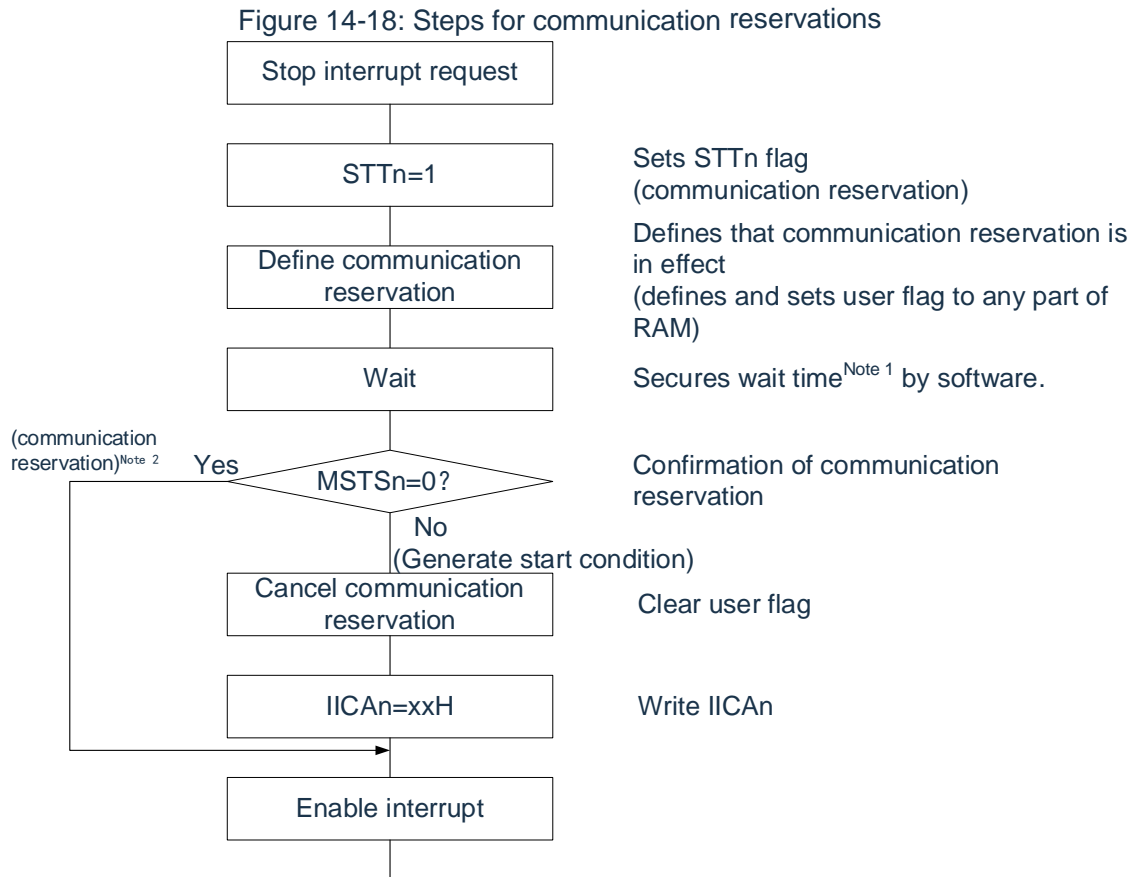 Figure 14-18: Steps for communication reservations
Stop interrupt request
STTn=1
Sets STTn flag
(communication reservation)
Define communication
reservation
Defines that communication reservation is
in effect
(defines and sets user flag to any part of
RAM)
Wait
Secures wait time Note 1 by software.
(communication
reservation) Note 2
Yes
MSTSn=0?
Confirmation of communication
reservation
No
(Generate start condition)
Cancel communication
reservation
Clear user flag
IICAn=xxH
Write IICAn
Enable interrupt